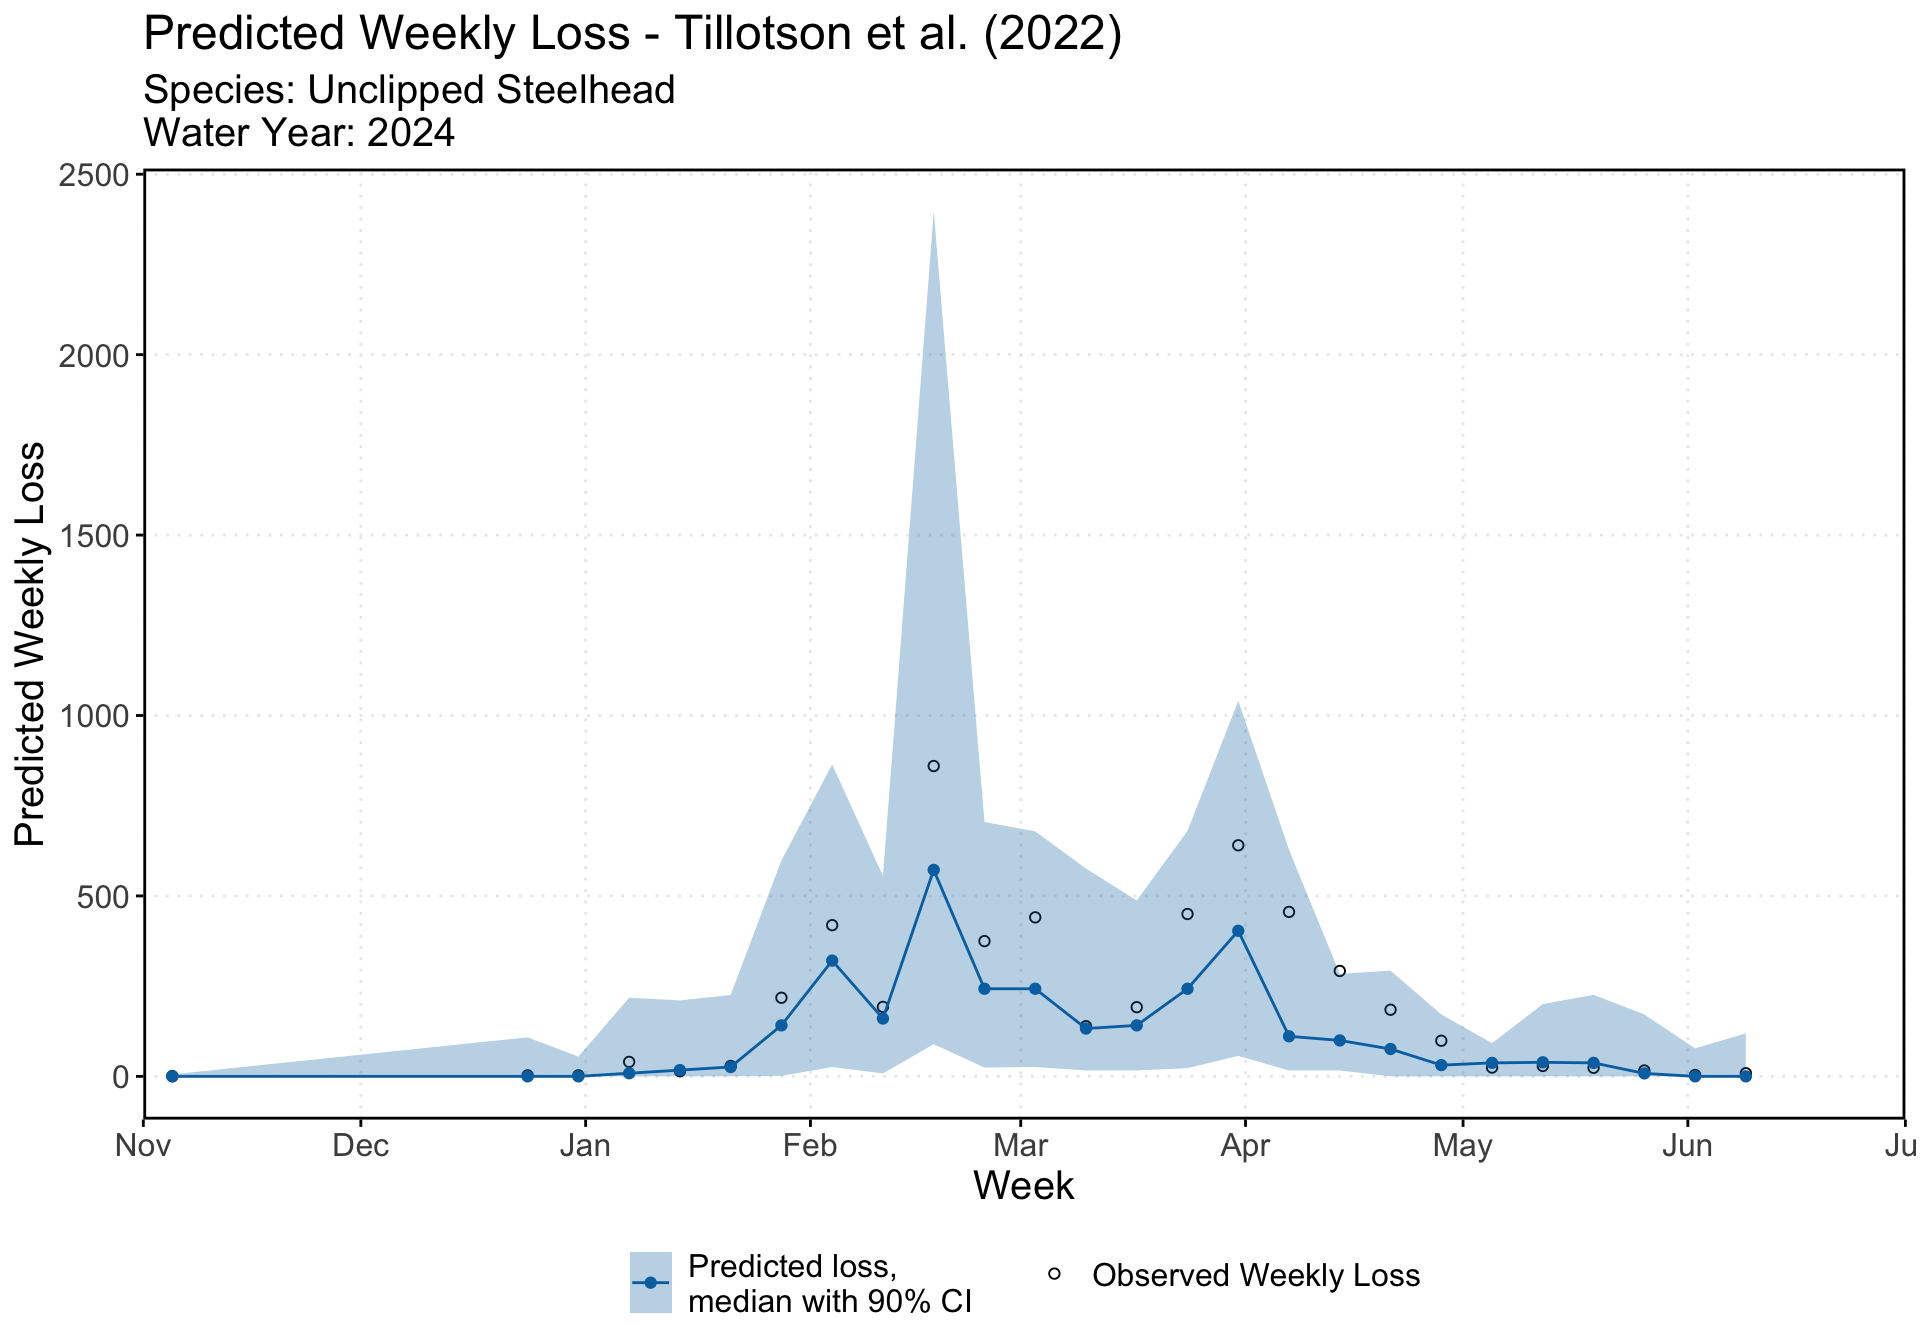 Predicted Weekly Loss - Tillotson et al. (2022)
Species: Unclipped Steelhead
Water Year: 2024
Predicted Weekly Loss
2500
2000
1500
1000
500
0
Nov Dec Jan Feb Mar Apr May Jun Ju
Week
Predicted loss,
median with 90% CI
Observed Weekly Loss